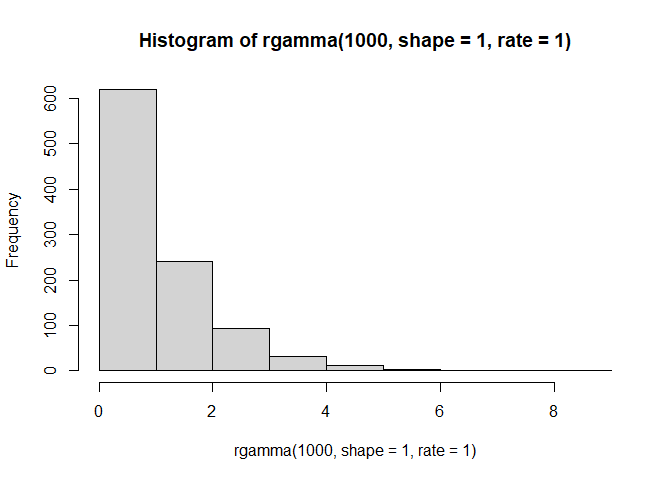 Histogram of rgamma(1000, shape = 1, rate = 1)
Frequency
600
500
400
300
200
100
0
0 2 4 6 8
rgamma(1000, shape = 1, rate = 1)